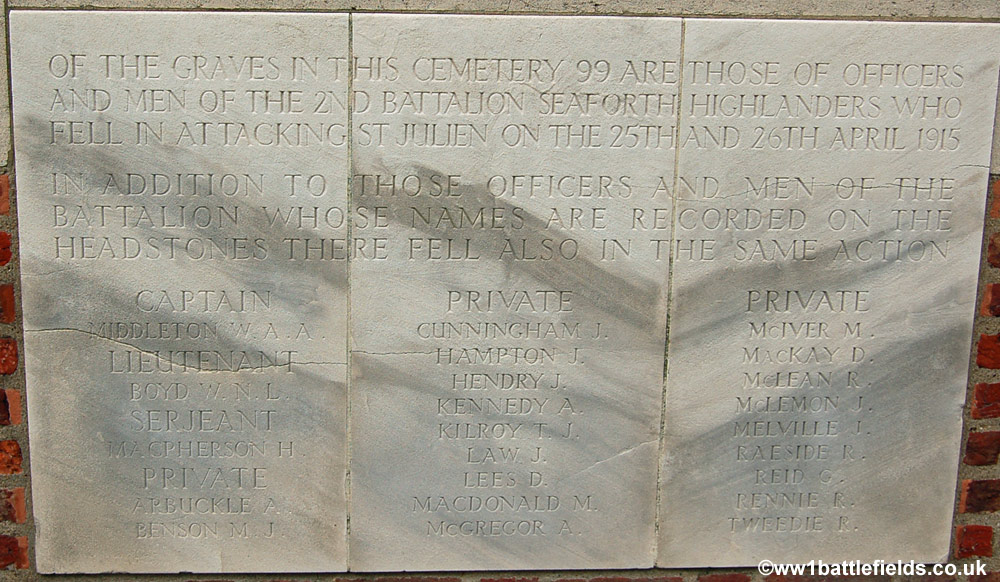 OF THE GRAVES IN THIS CEMETERY 99 ARE THOSE OF OFFICERS
AND MEN OF THE 2ND BATTALION SEAFORTH HIGHLANDERS WHO
FELL IN ATTACKING ST JULIEN ON THE 25TH AND 26TH APRIL 1915
IN ADDITION TO THOSE OFFICERS AND MEN OF THE
BATTALION WHOSE NAMES ARE RECORDED ON THE
HEADSTONES THERE FELL ALSO IN THE SAME ACTION
CAPTAIN
MIDDLETON W. A. A.
LIEUTENANT
BOYD W. N. L.
SERJEANT
MACPHERSON H.
PRIVATE
ARBUCKLE A.
BENSON M. J
PRIVATE
CUNNINGHAM J.
HAMPTON J.
HENDRY J.
KENNEDY A.
KILROY T. J.
LAW J.
LEES D.
MACDONALD M.
McGREGOR A.
PRIVATE
McIVER M.
MACKAY D.
McLEAN R.
McLEMON J.
MELVILLE J.
RAESIDE R.
REID G.
RENNIE R.
TWEEDIE R.
©ww1battlefields.co.uk